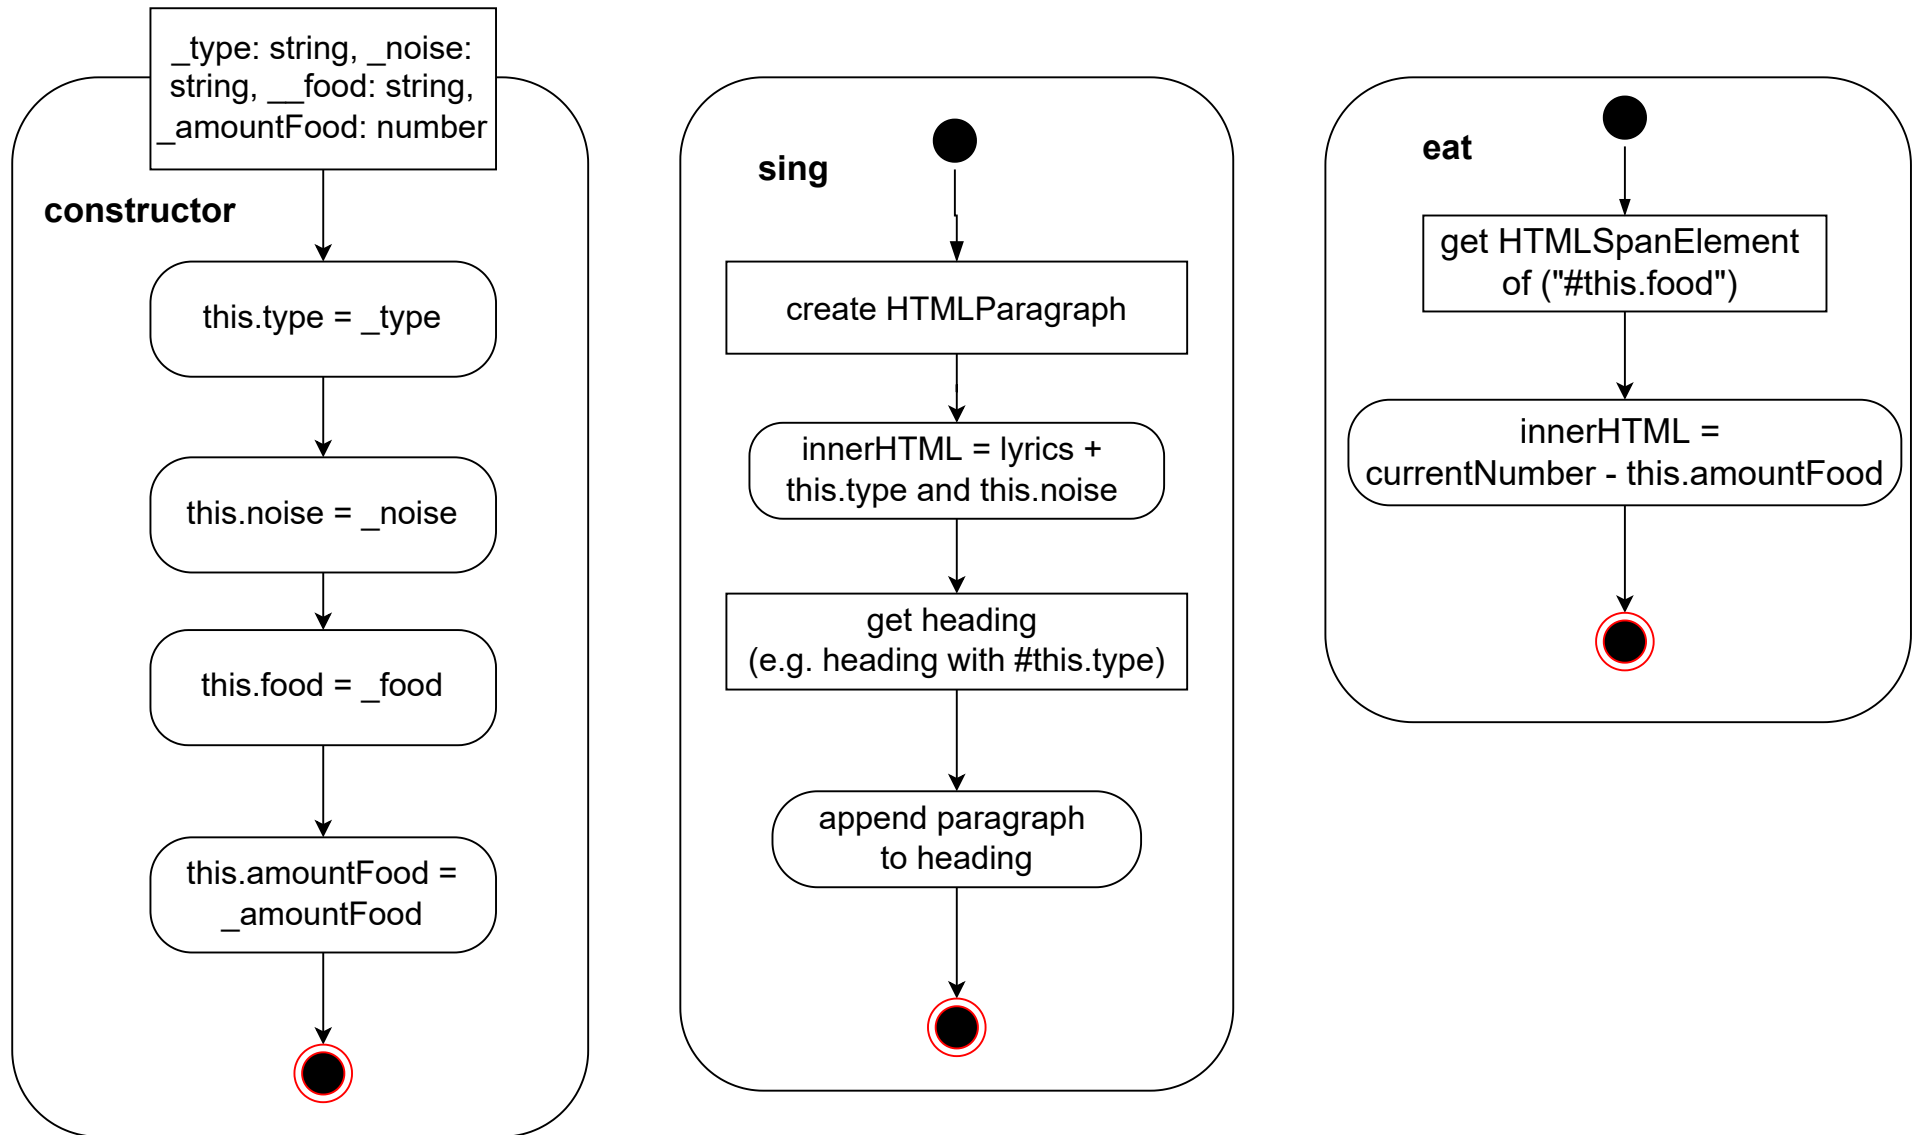 _type: string, _noise:
string, __food: string,
_amountFood: number
constructor
this.type = _type
this.noise = _noise
this.food = _food
this.amountFood =
_amountFood
sing
create HTMLParagraph
innerHTML = lyrics +
this.type and this.noise
get heading
(e.g. heading with #this.type)
append paragraph
to heading
eat
get HTMLSpanElement
of ("#this.food")
innerHTML =
currentNumber - this.amountFood